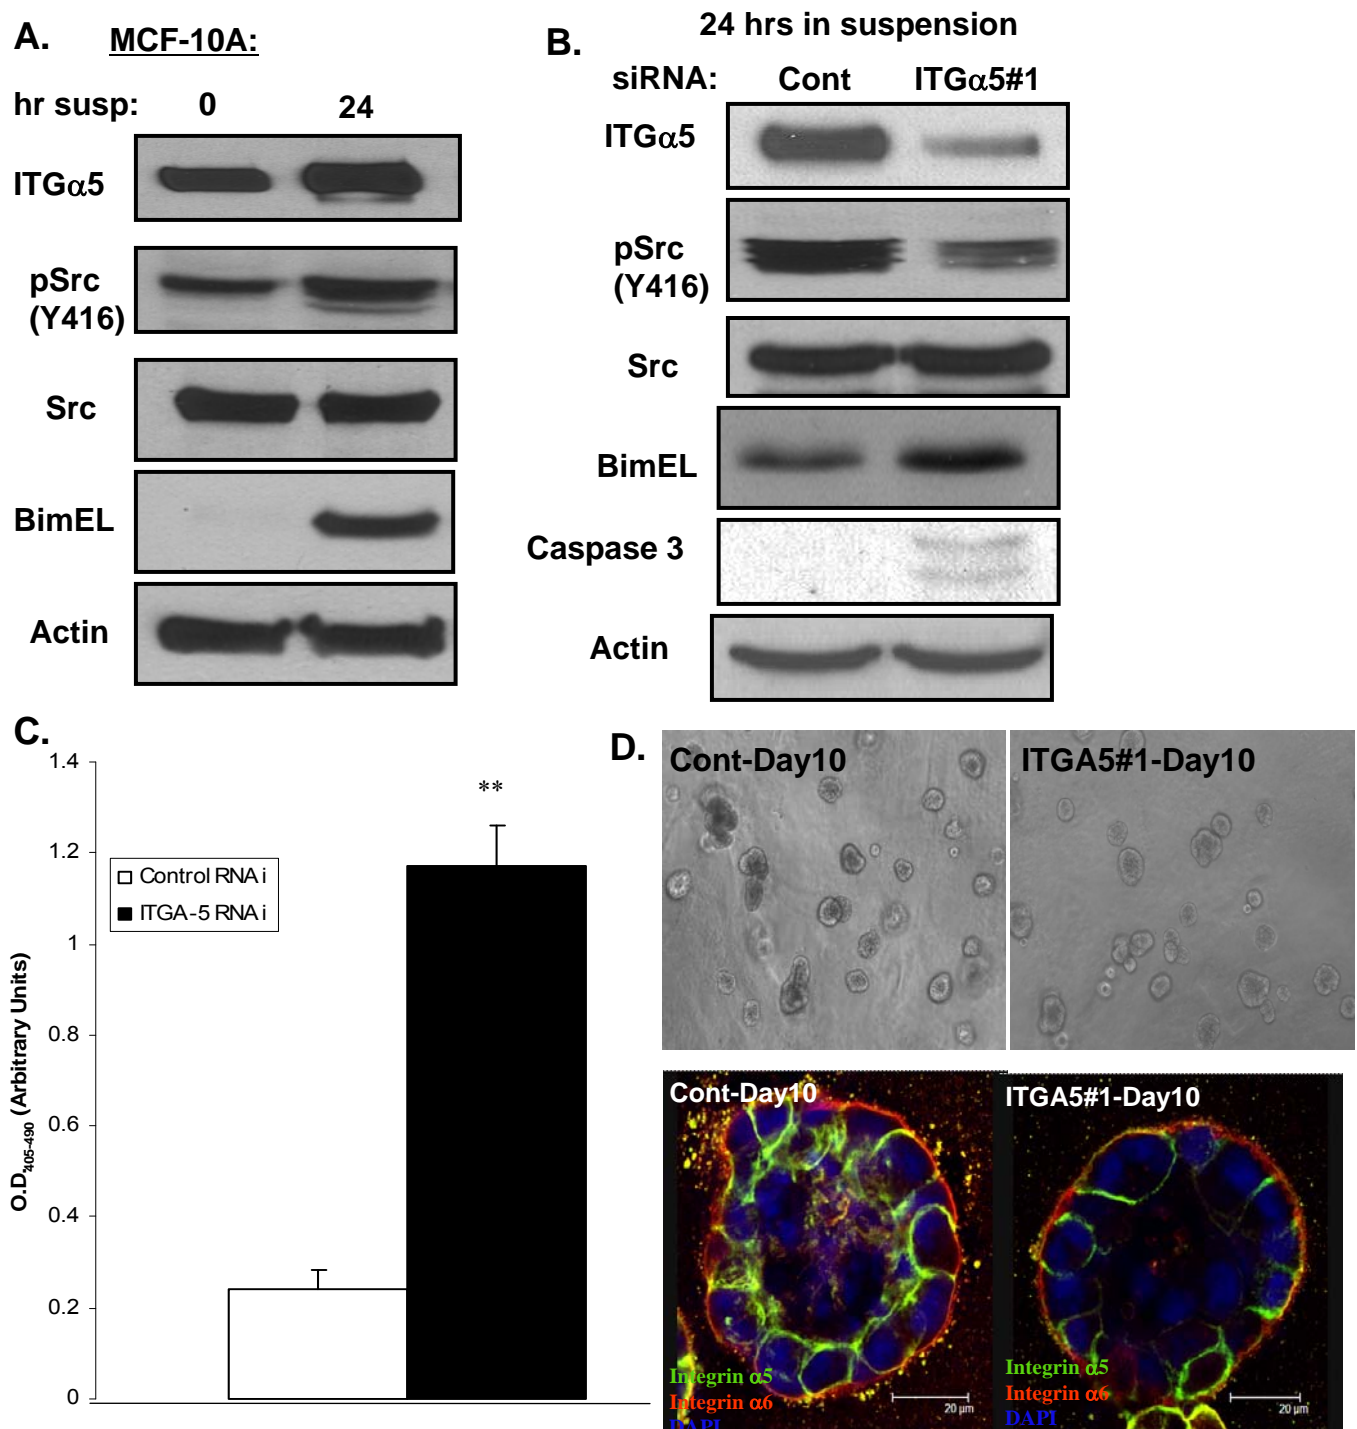 A.
MCF-10A:
hr susp: 0 24
ITGα5
pSrc
(Y416)
Src
BimEL
Actin
B.
24 hrs in suspension
siRNA: Cont ITGα5#1
ITGα5
pSrc
(Y416)
Src
BimEL
Caspase 3
Actin
C.
1.4
1.2
1
0.8
0.6
0.4
0.2
0
O.D405-490 (Arbitrary Units)
Control RNAi
ITGA-5 RNAi
**
D.
Cont-Day10
ITGA5#1-Day10
Cont-Day10
Integrin α5
Integrin α6
DAPI
20 µm
ITGA5#1-Day10
Integrin α5
Integrin α6
DAPI
20 µm